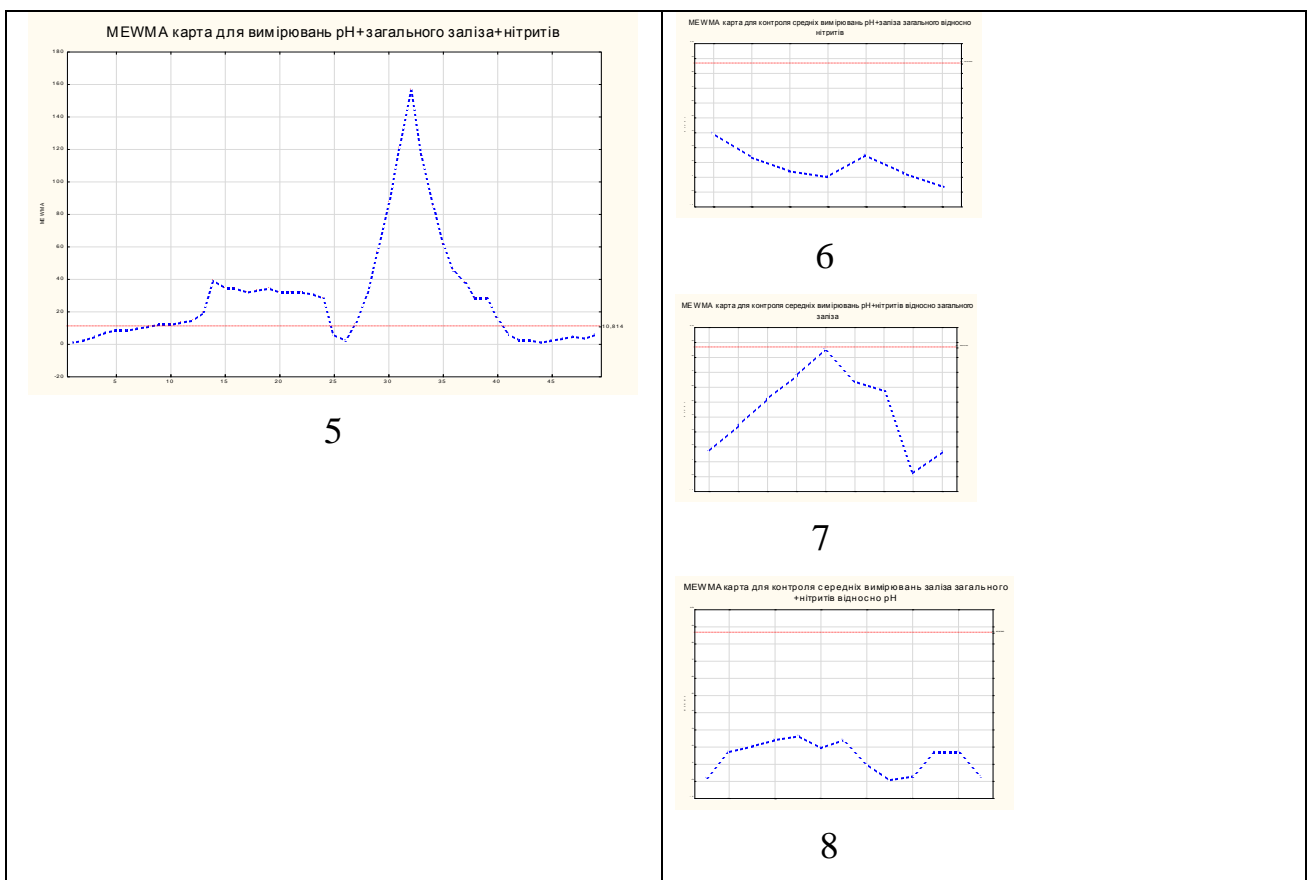 MEWMA карта для вимірювань pH+загального заліза+нітритів
180
160
140
120
100
80
60
40
20
0
-20
MEWMA
10,814
5 10 15 20 25 30 35 40 45
5
MEWMA карта для контроля средніх вимірювань pH+заліза загального відносно
нітритів
6
MEWMA карта для контроля середніх вимірювань pH+нітритів відносно загального
заліза
7
MEWMA карта для контроля середніх вимірювань заліза загального
+нітритів відносно pH
8